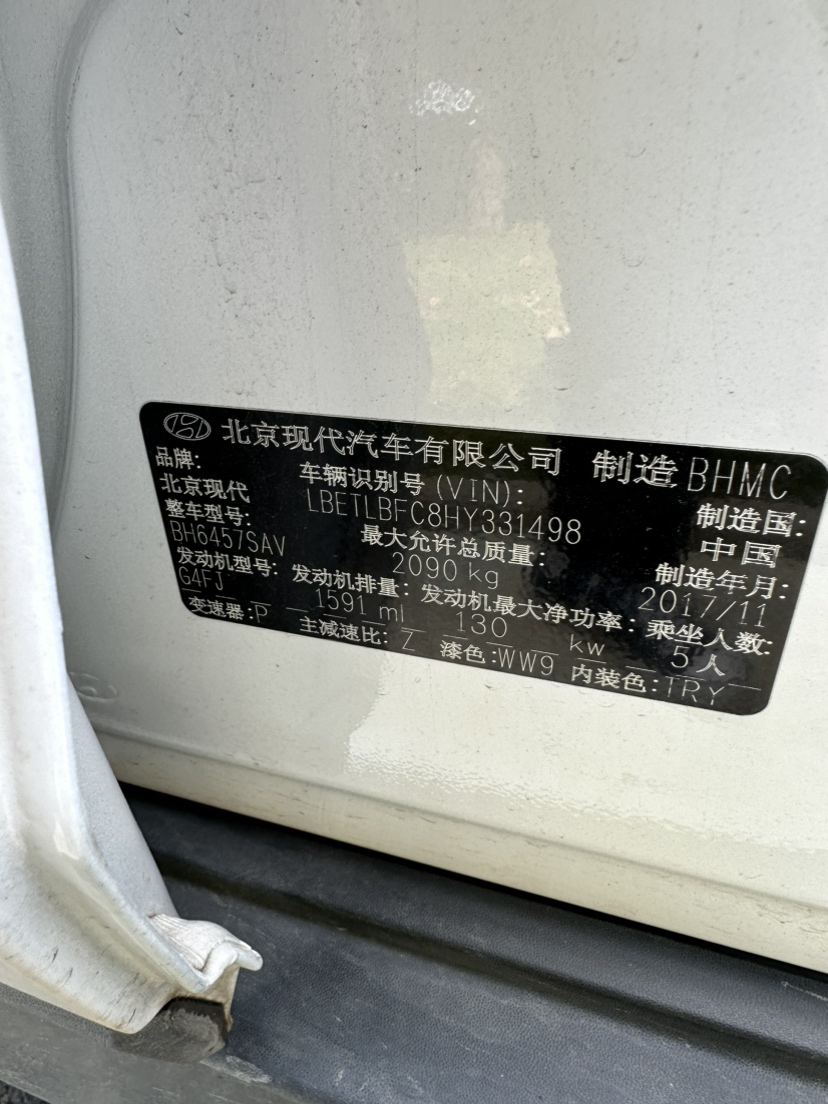 北京现代汽车有限公司 制造 BHMC
品牌: 车辆识别号 (VIN): 制造国:
北京现代 LBETLBFC8HY331498 中国
整车型号: 最大允许总质量: 制造年月:
BH6457SAV 2090 kg 2017/11
发动机型号: 发动机排量: 发动机最大净功率: 乘坐人数:
G4FJ 1591 ml 130 kw 5 人
变速器:P 主减速比: Z 漆色:WW9 内装色:TRY